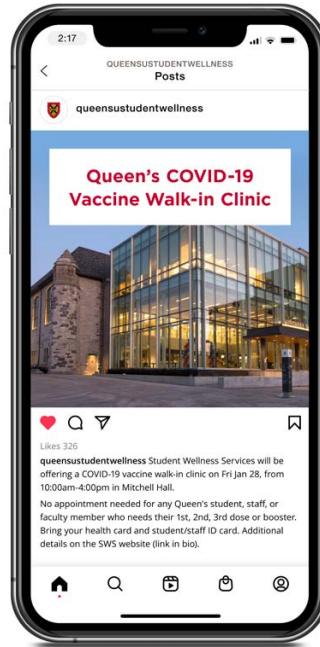 2:17
QUEENSUSTUDENTWELLNESS
Posts
queensustudentwellness
Queen's COVID-19
Vaccine Walk-in Clinic
Likes 326
queensustudentwellness Student Wellness Services will be
offering a COVID-19 vaccine walk-in clinic on Fri Jan 28, from
10:00am-4:00pm in Mitchell Hall.
No appointment needed for any Queen's student, staff, or
faculty member who needs their 1st, 2nd, 3rd dose or booster.
Bring your health card and student/staff ID card. Additional
details on the SWS website (link in bio).